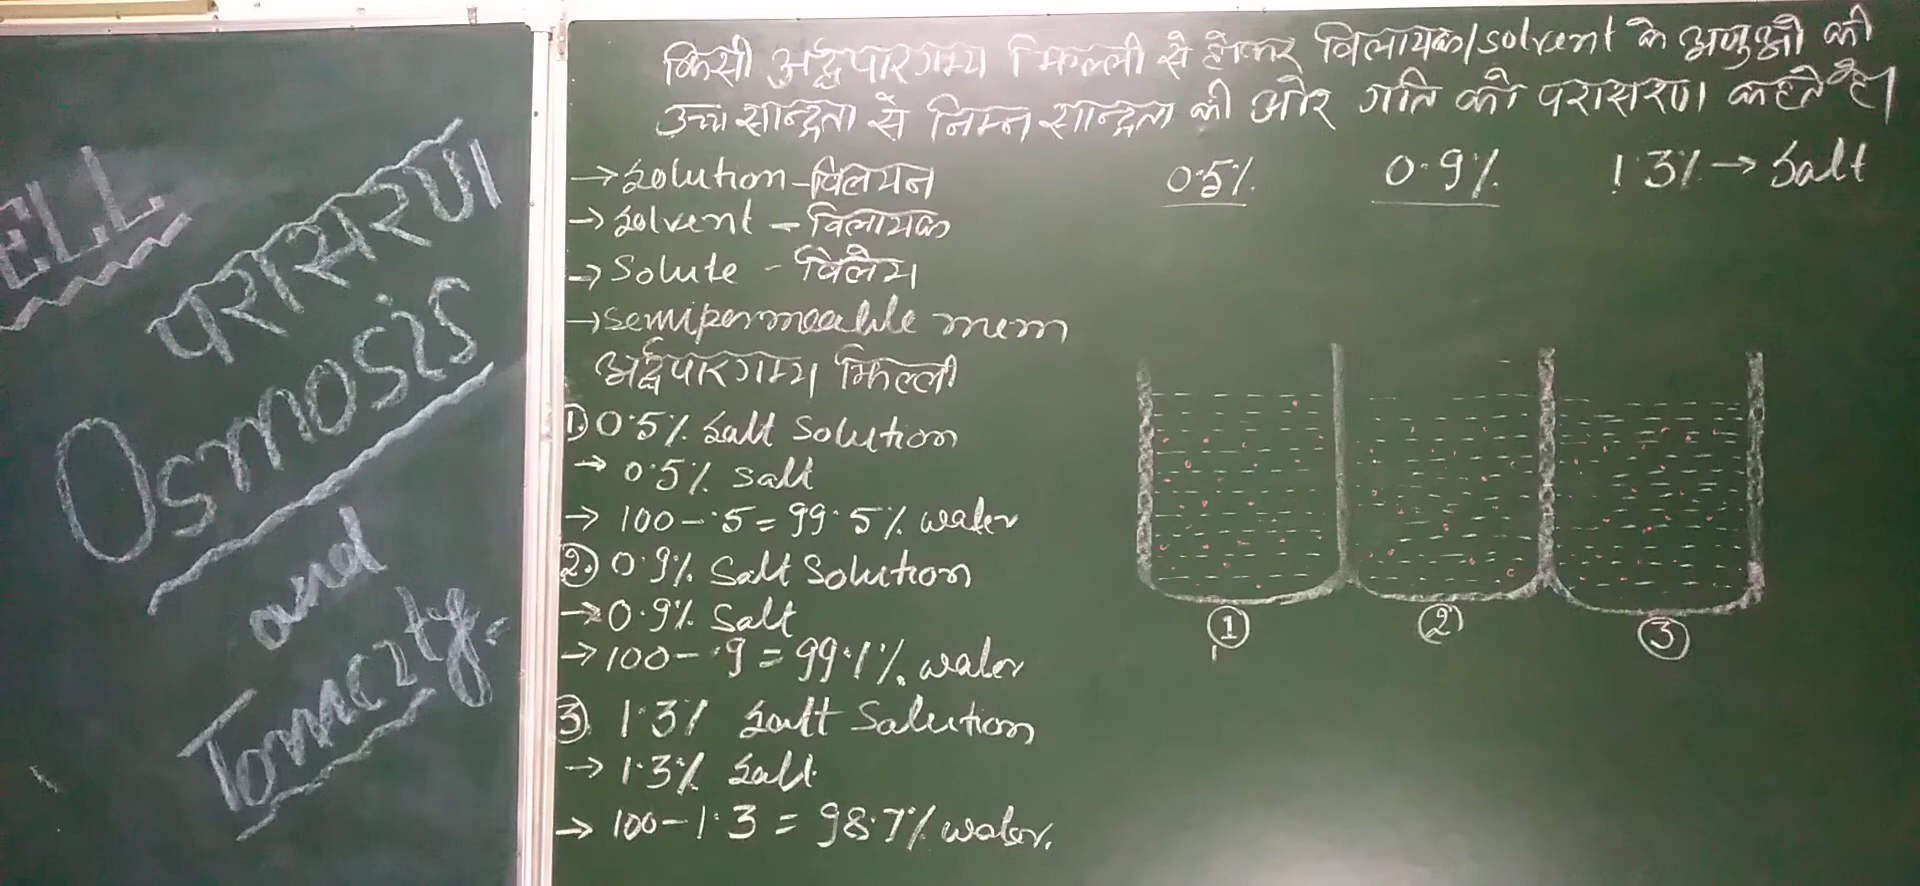 ELL
परासरण
Osmosis
and
Tonicity.
किसी अर्द्धपारगम्य झिल्ली से होकर विलायक/solvent के अणुओं की
उच्च सान्द्रता से निम्न सान्द्रता की ओर गति को परासरण कहते है।
→ solution - विलयन
→ solvent - विलायक
→ Solute - विलेय
→ semipermeable mem
अर्द्धपारगम्य झिल्ली
① 0.5% salt solution
→ 0.5% salt
→ 100 - .5 = 99.5% water
②. 0.9% Salt Solution
→ 0.9% Salt
→ 100 - .9 = 99.1%. water
③ 1.3% salt Salution
→ 1.3% salt.
→ 100 - 1.3 = 98.7% water.
0.5% 0.9% 1.3% → Salt
① ② ③